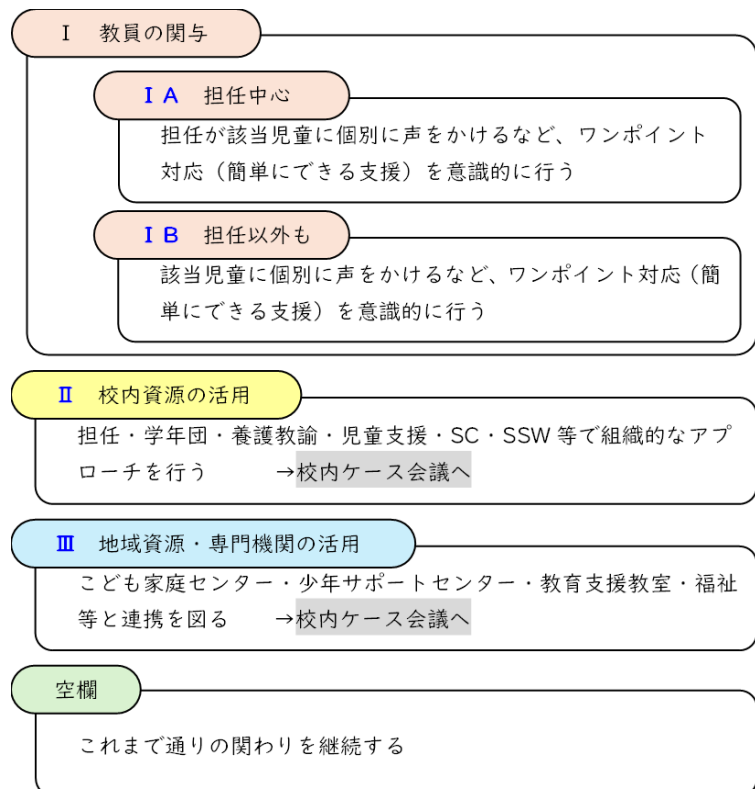 Ⅰ 教員の関与
ⅠA 担任中心
担任が該当児童に個別に声をかけるなど、ワンポイント
対応（簡単にできる支援）を意識的に行う
ⅠB 担任以外も
該当児童に個別に声をかけるなど、ワンポイント対応（簡
単にできる支援）を意識的に行う
Ⅱ 校内資源の活用
担任・学年団・養護教諭・児童支援・SC・SSW 等で組織的なアプ
ローチを行う →校内ケース会議へ
Ⅲ 地域資源・専門機関の活用
こども家庭センター・少年サポートセンター・教育支援教室・福祉
等と連携を図る →校内ケース会議へ
空欄
これまで通りの関わりを継続する